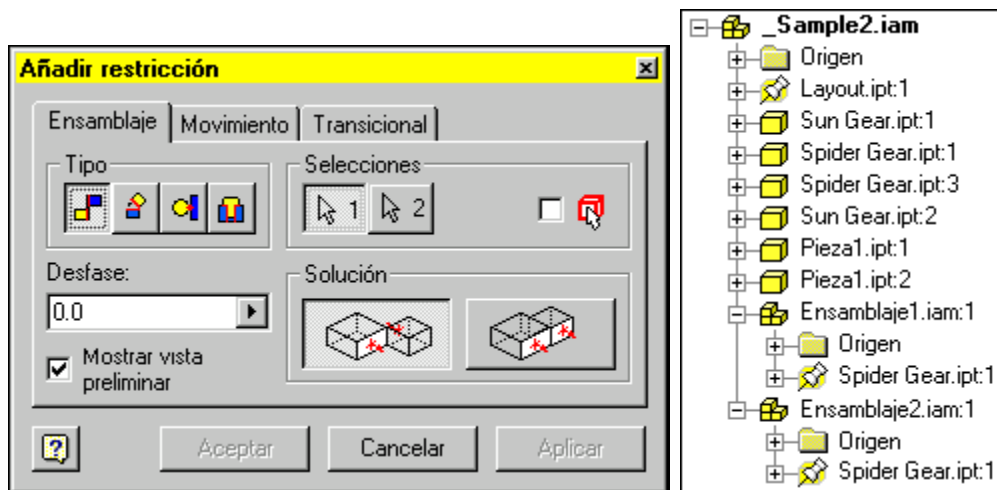 Añadir restricción
Ensamblaje
Movimiento
Transicional
Tipo
Selecciones
1
2
Desfase:
0.0
Solución
Mostrar vista
preliminar
?
Aceptar
Cancelar
Aplicar
_Sample2.iam
Origen
Layout.ipt:1
Sun Gear.ipt:1
Spider Gear.ipt:1
Spider Gear.ipt:3
Sun Gear.ipt:2
Pieza1.ipt:1
Pieza1.ipt:2
Ensamblaje1.iam:1
Origen
Spider Gear.ipt:1
Ensamblaje2.iam:1
Origen
Spider Gear.ipt:1